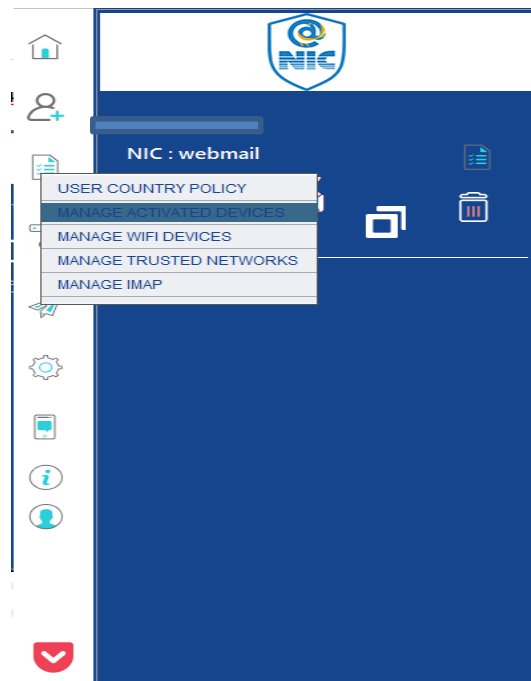 @
NIC
NIC : webmail
USER COUNTRY POLICY
MANAGE ACTIVATED DEVICES
MANAGE WIFI DEVICES
MANAGE TRUSTED NETWORKS
MANAGE IMAP
i